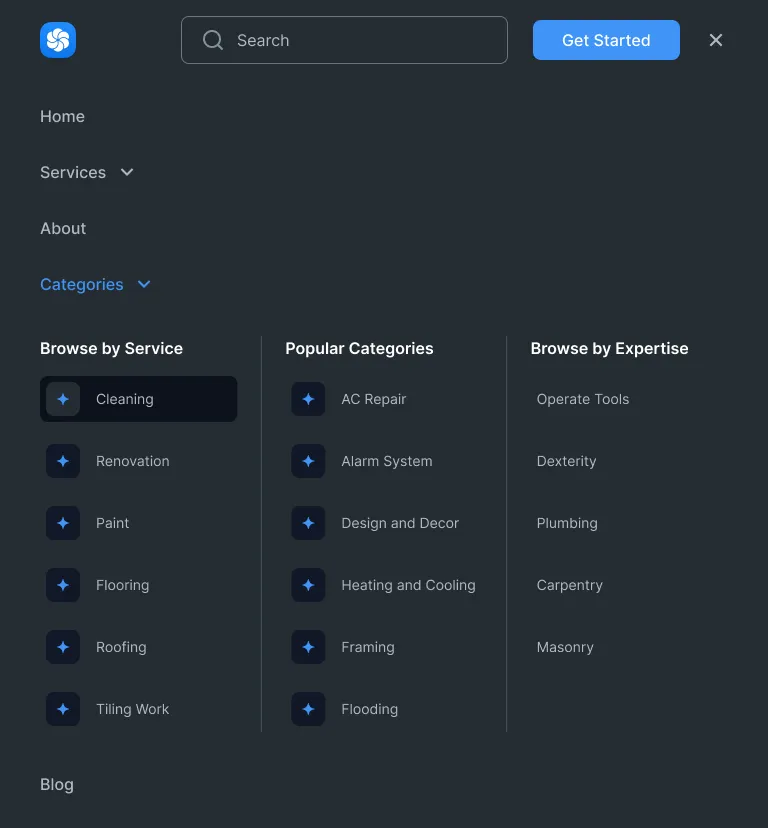 Search
Get Started
Home
Services
About
Categories
Browse by Service
Cleaning
Renovation
Paint
Flooring
Roofing
Tiling Work
Popular Categories
AC Repair
Alarm System
Design and Decor
Heating and Cooling
Framing
Flooding
Browse by Expertise
Operate Tools
Dexterity
Plumbing
Carpentry
Masonry
Blog